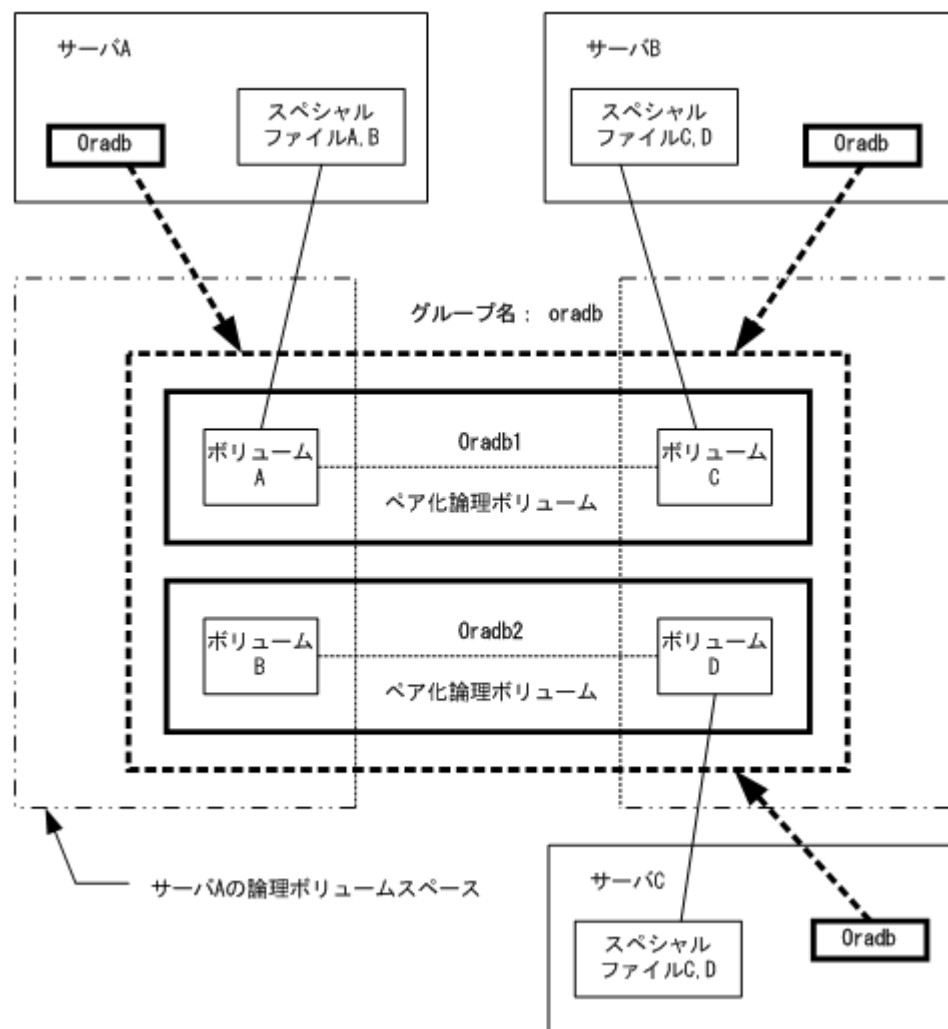 サーバA
スペシャル
ファイルA,B
Oradb
サーバB
スペシャル
ファイルC,D
Oradb
グループ名： oradb
ボリューム
A
Oradb1
ペア化論理ボリューム
ボリューム
C
ボリューム
B
Oradb2
ペア化論理ボリューム
ボリューム
D
サーバAの論理ボリュームスペース
サーバC
スペシャル
ファイルC,D
Oradb